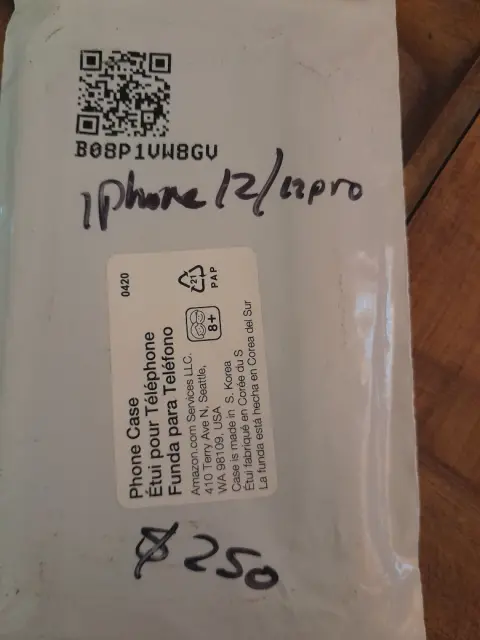 B08P1VW8GV
iphone 12/12pro
0420
21
PAP
8+
Phone Case
Étui pour Téléphone
Funda para Teléfono
Amazon.com Services LLC.
410 Terry Ave N, Seattle,
WA 98109, USA
Case is made in S. Korea
Étui fabriqué en Corée du S
La funda está hecha en Corea del Sur
$ 250